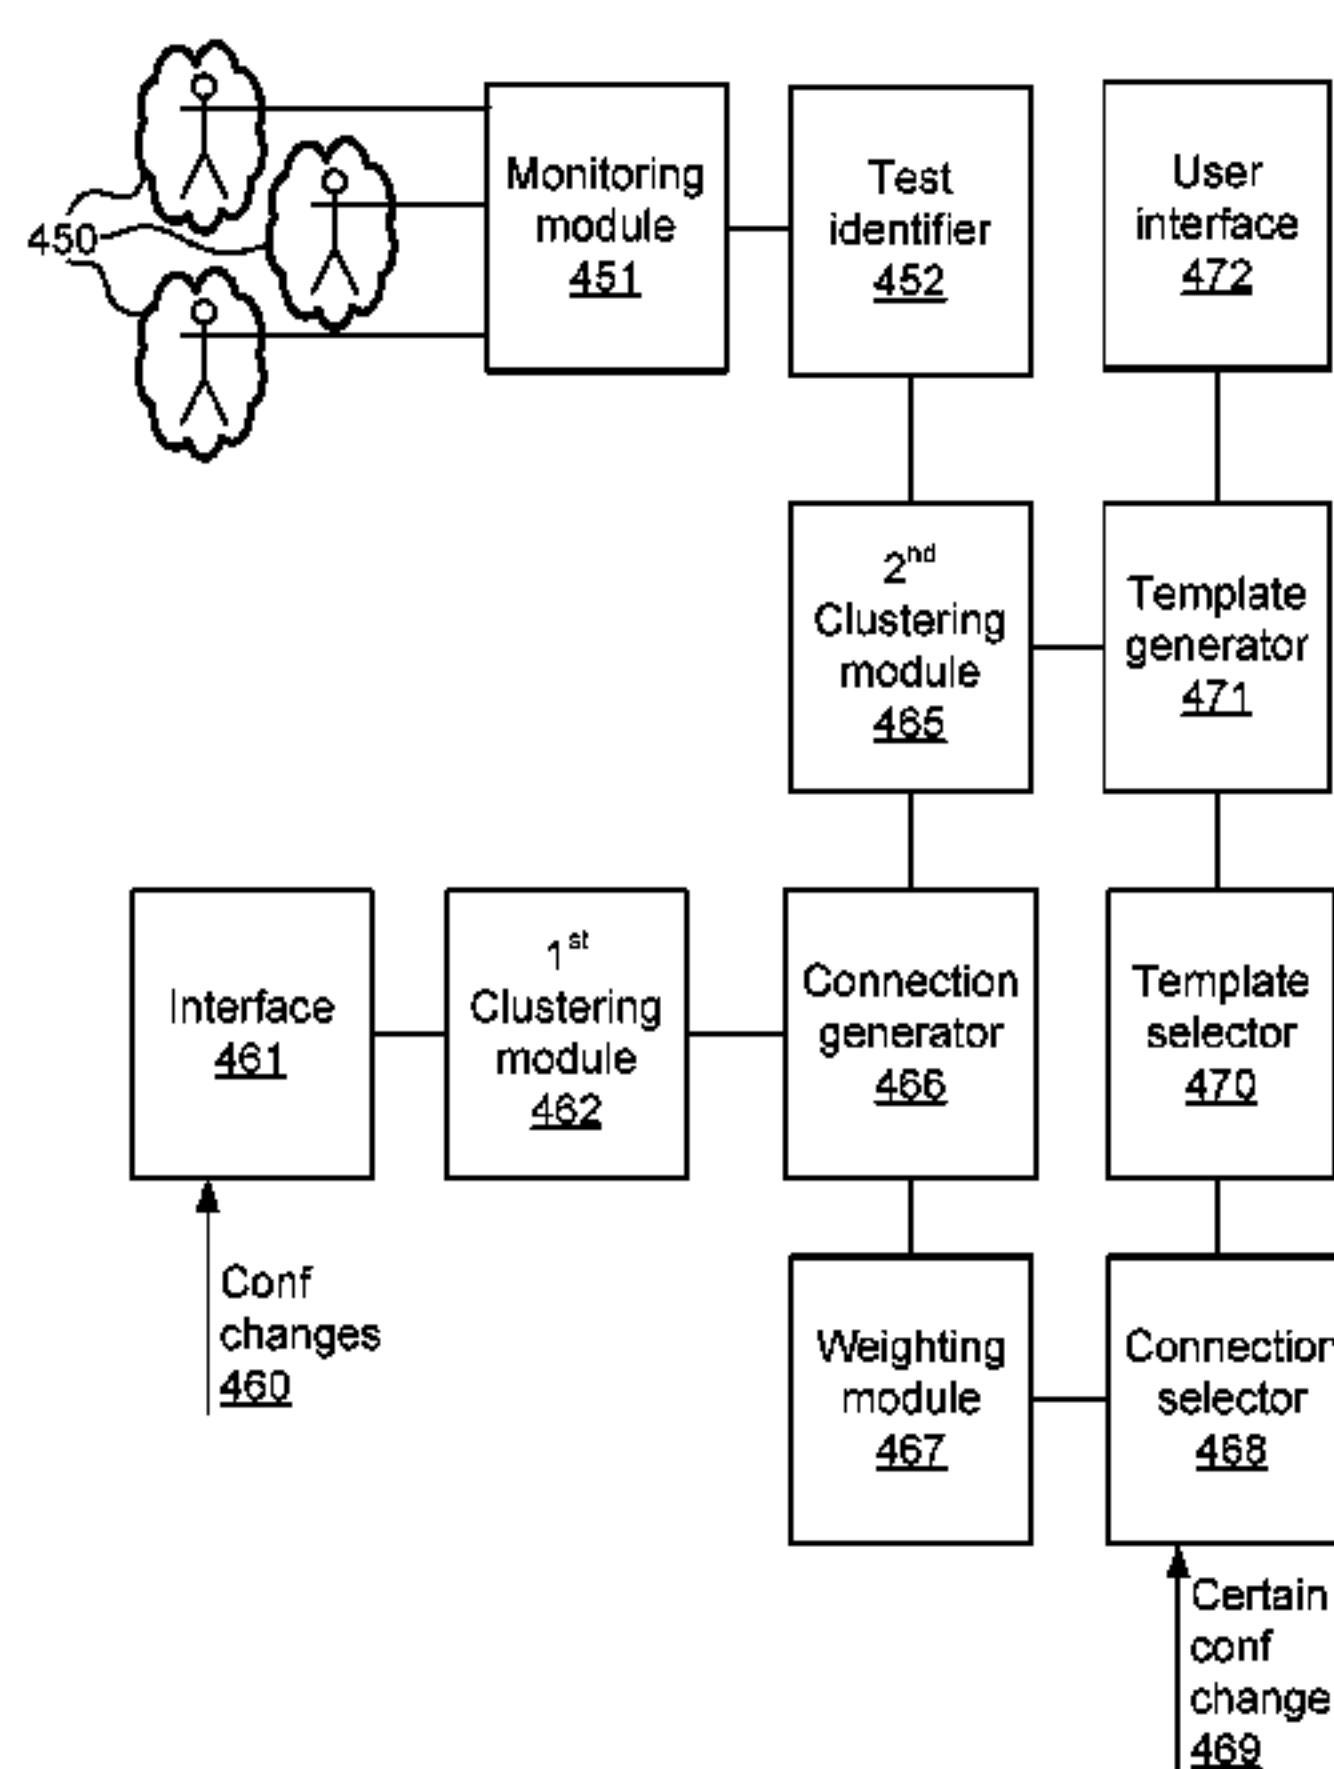 450
Monitoring
module
451
Test
identifier
452
User
interface
472
2nd
Clustering
module
465
Template
generator
471
Interface
461
1st
Clustering
module
462
Connection
generator
466
Template
selector
470
Conf
changes
460
Weighting
module
467
Connection
selector
468
Certain
conf
change
469